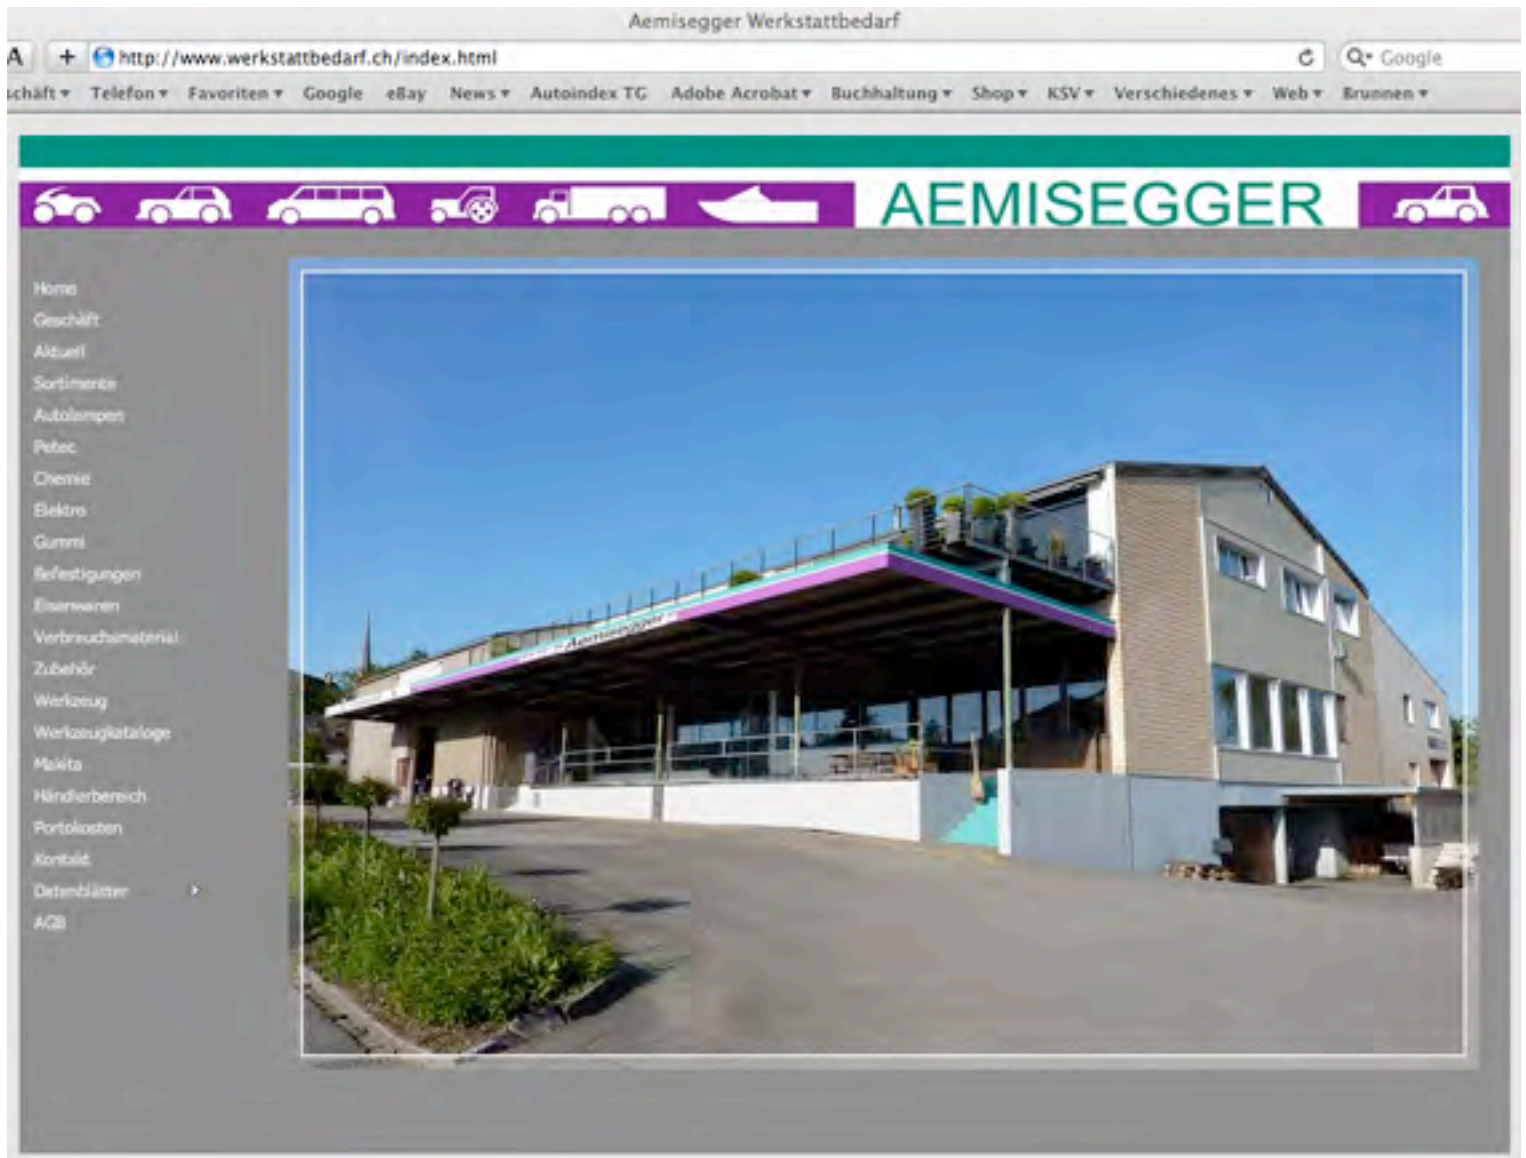 Aemisegger Werkstattbedarf
A + http://www.werkstattbedarf.ch/index.html Google
schäft Telefon Favoriten Google eBay News Autoindex TG Adobe Acrobat Buchhaltung Shop KSV Verschiedenes Web Brunnen
AEMISEGGER
Home
Geschäft
Aktuell
Sortimente
Autolampen
Petec
Chemie
Elektro
Gummi
Befestigungen
Eisenwaren
Verbrauchsmaterial
Zubehör
Werkzeug
Werkzeugkataloge
Makita
Händlerbereich
Portokosten
Kontakt
Datenblätter
AGB
Aemisegger